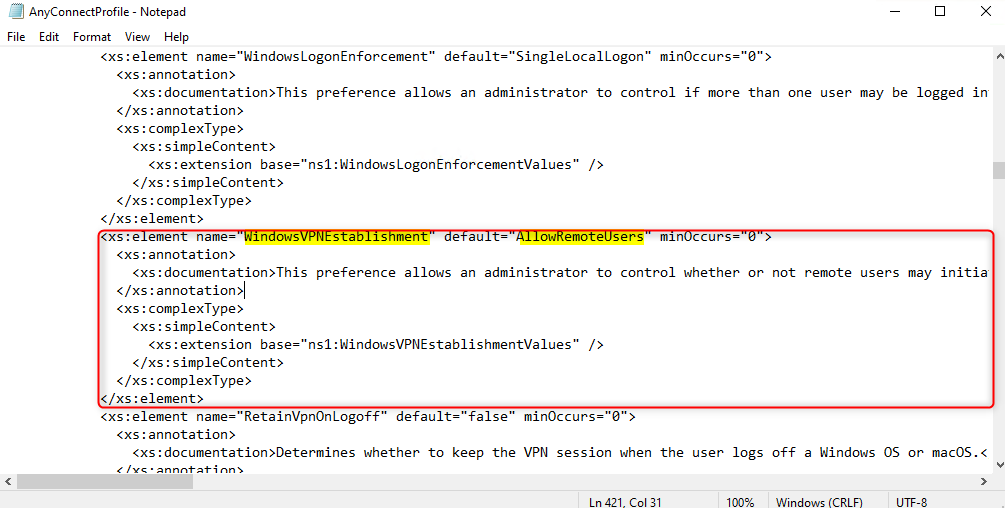 AnyConnectProfile - Notepad
File Edit Format View Help
<xs:element name="WindowsLogonEnforcement" default="SingleLocalLogon" minOccurs="0">
<xs:annotation>
<xs:documentation>This preference allows an administrator to control if more than one user may be logged in
</xs:annotation>
<xs:complexType>
<xs:simpleContent>
<xs:extension base="ns1:WindowsLogonEnforcementValues" />
</xs:simpleContent>
</xs:complexType>
</xs:element>
<xs:element name="WindowsVPNEstablishment" default="AllowRemoteUsers" minOccurs="0">
<xs:annotation>
<xs:documentation>This preference allows an administrator to control whether or not remote users may initia
</xs:annotation>
<xs:complexType>
<xs:simpleContent>
<xs:extension base="ns1:WindowsVPNEstablishmentValues" />
</xs:simpleContent>
</xs:complexType>
</xs:element>
<xs:element name="RetainVpnOnLogoff" default="false" minOccurs="0">
<xs:annotation>
<xs:documentation>Determines whether to keep the VPN session when the user logs off a Windows OS or macOS.<
</xs:annotation>
Ln 421, Col 31 100% Windows (CRLF) UTF-8